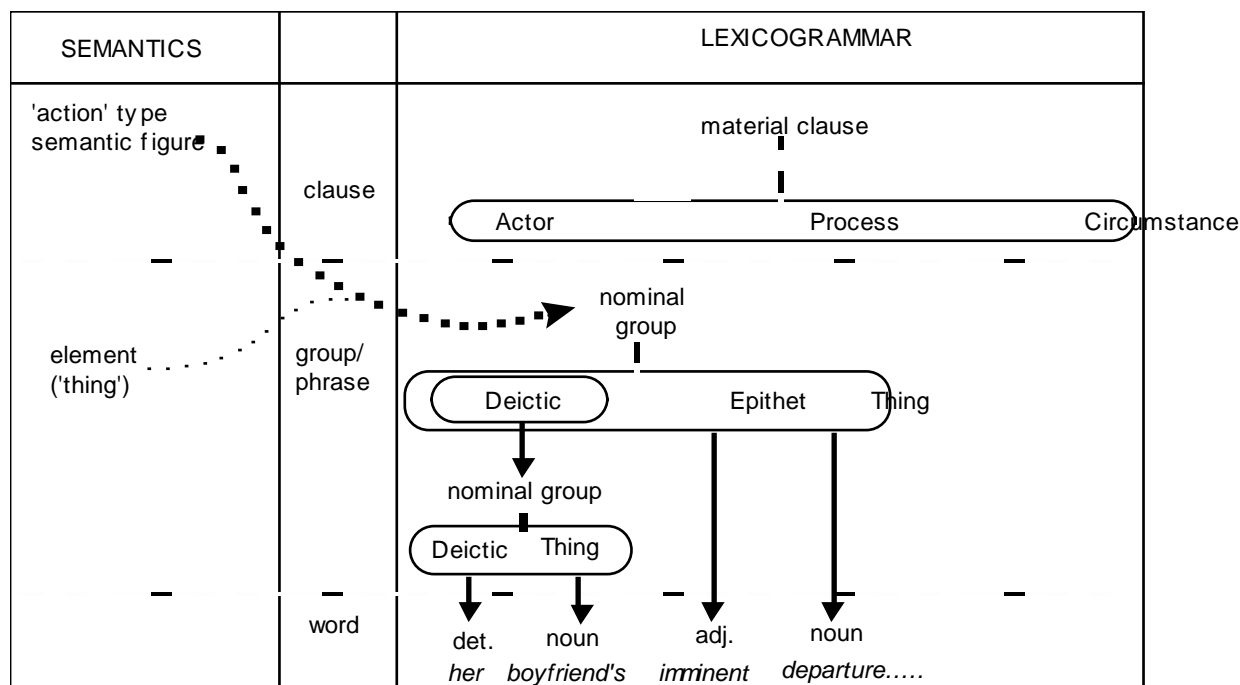 SEMANTICS
LEXICOGRAMMAR
'action' type
semantic figure
material clause
clause
Actor Process Circumstance
nominal
group
element
('thing')
group/
phrase
Deictic Epithet Thing
nominal group
Deictic Thing
word
det. noun adj. noun
her boyfriend's imminent departure.....